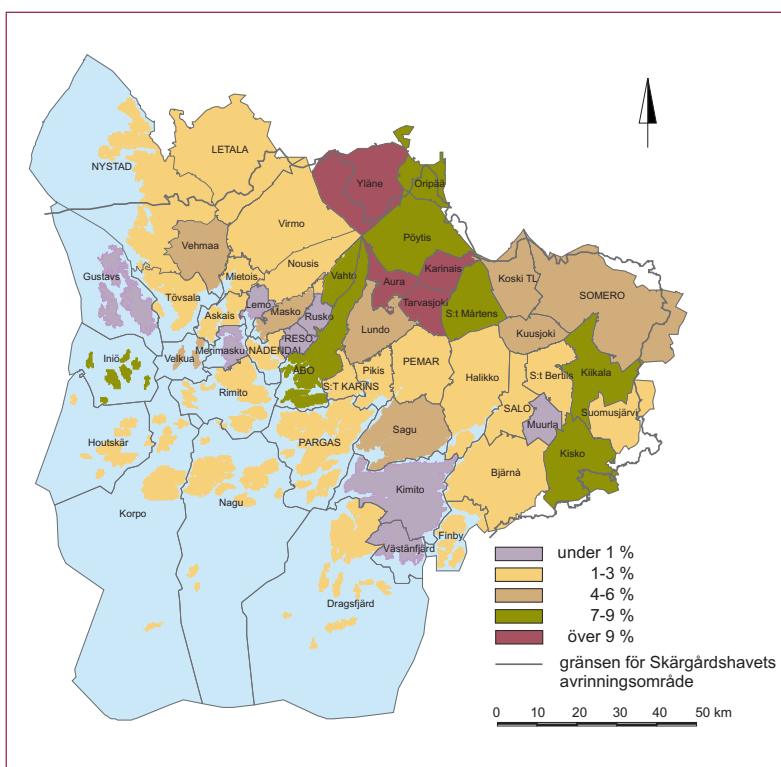 LETALA
NYSTAD
Yläne
Oripää
Virmo
Pöytis
Vehmaa
Nousis
Vahto
Karinais
Koski TL
Gustavs
Mietois
Aura
SOMERO
Tövsala
Lemo
Masko
Rusko
Tarvasjoki
S:t Mårtens
Askais
Lundo
Kuusjoki
RESO
Merimasku
NÅDENDAL
Iniö
Velkua
ÅBO
Pikis
PEMAR
Halikko
S:t Bertils
Kiikala
S:T KARINS
Rimito
SALO
Suomusjärvi
Muurla
Houtskär
PARGAS
Sagu
Kisko
Bjärnå
Kimito
Korpo
Nagu
Finby
Västanfjärd
Dragsfjärd
under 1 %
1-3 %
4-6 %
7-9 %
över 9 %
gränsen för Skärgårdshavets
avrinningsområde
0 10 20 30 40 50 km